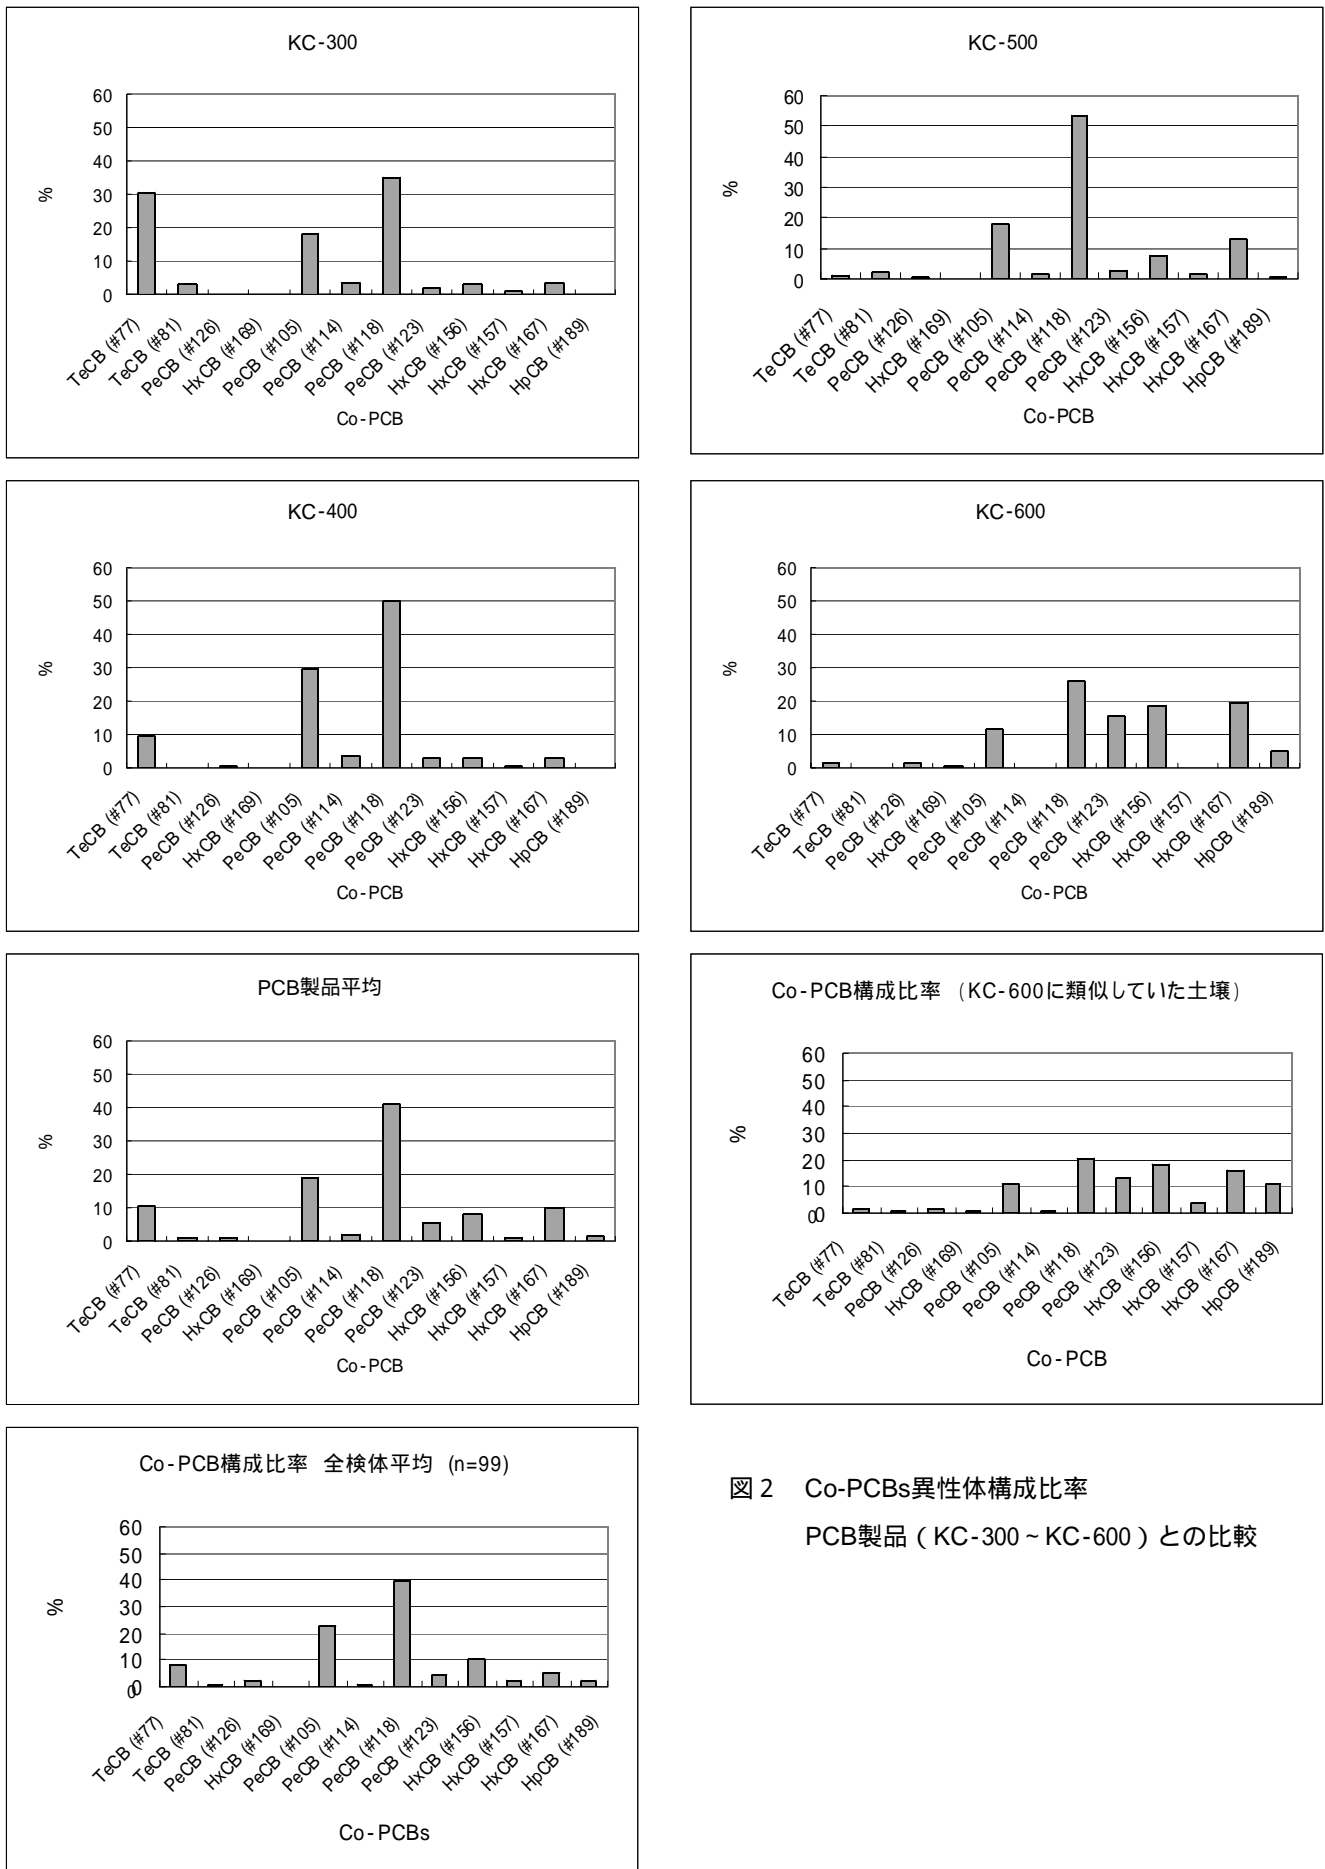 KC-300
60
50
40
30
20
10
0
%
TeCB (#77)
TeCB (#81)
PeCB (#126)
HxCB (#169)
PeCB (#105)
PeCB (#114)
PeCB (#118)
PeCB (#123)
HxCB (#156)
HxCB (#157)
HxCB (#167)
HpCB (#189)
Co-PCB
KC-500
60
50
40
30
20
10
0
%
TeCB (#77)
TeCB (#81)
PeCB (#126)
HxCB (#169)
PeCB (#105)
PeCB (#114)
PeCB (#118)
PeCB (#123)
HxCB (#156)
HxCB (#157)
HxCB (#167)
HpCB (#189)
Co-PCB
KC-400
60
50
40
30
20
10
0
%
TeCB (#77)
TeCB (#81)
PeCB (#126)
HxCB (#169)
PeCB (#105)
PeCB (#114)
PeCB (#118)
PeCB (#123)
HxCB (#156)
HxCB (#157)
HxCB (#167)
HpCB (#189)
Co-PCB
KC-600
60
50
40
30
20
10
0
%
TeCB (#77)
TeCB (#81)
PeCB (#126)
HxCB (#169)
PeCB (#105)
PeCB (#114)
PeCB (#118)
PeCB (#123)
HxCB (#156)
HxCB (#157)
HxCB (#167)
HpCB (#189)
Co-PCB
PCB製品平均
60
50
40
30
20
10
0
%
TeCB (#77)
TeCB (#81)
PeCB (#126)
HxCB (#169)
PeCB (#105)
PeCB (#114)
PeCB (#118)
PeCB (#123)
HxCB (#156)
HxCB (#157)
HxCB (#167)
HpCB (#189)
Co-PCB
Co-PCB構成比率 (KC-600に類似していた土壌)
60
50
40
30
20
10
0
0
%
TeCB (#77)
TeCB (#81)
PeCB (#126)
HxCB (#169)
PeCB (#105)
PeCB (#114)
PeCB (#118)
PeCB (#123)
HxCB (#156)
HxCB (#157)
HxCB (#167)
HpCB (#189)
Co-PCB
Co-PCB構成比率 全検体平均 (n=99)
60
50
40
30
20
10
0
0
%
TeCB (#77)
TeCB (#81)
PeCB (#126)
HxCB (#169)
PeCB (#105)
PeCB (#114)
PeCB (#118)
PeCB (#123)
HxCB (#156)
HxCB (#157)
HxCB (#167)
HpCB (#189)
Co-PCBs
図2 Co-PCBs異性体構成比率
PCB製品(KC-300~KC-600)との比較